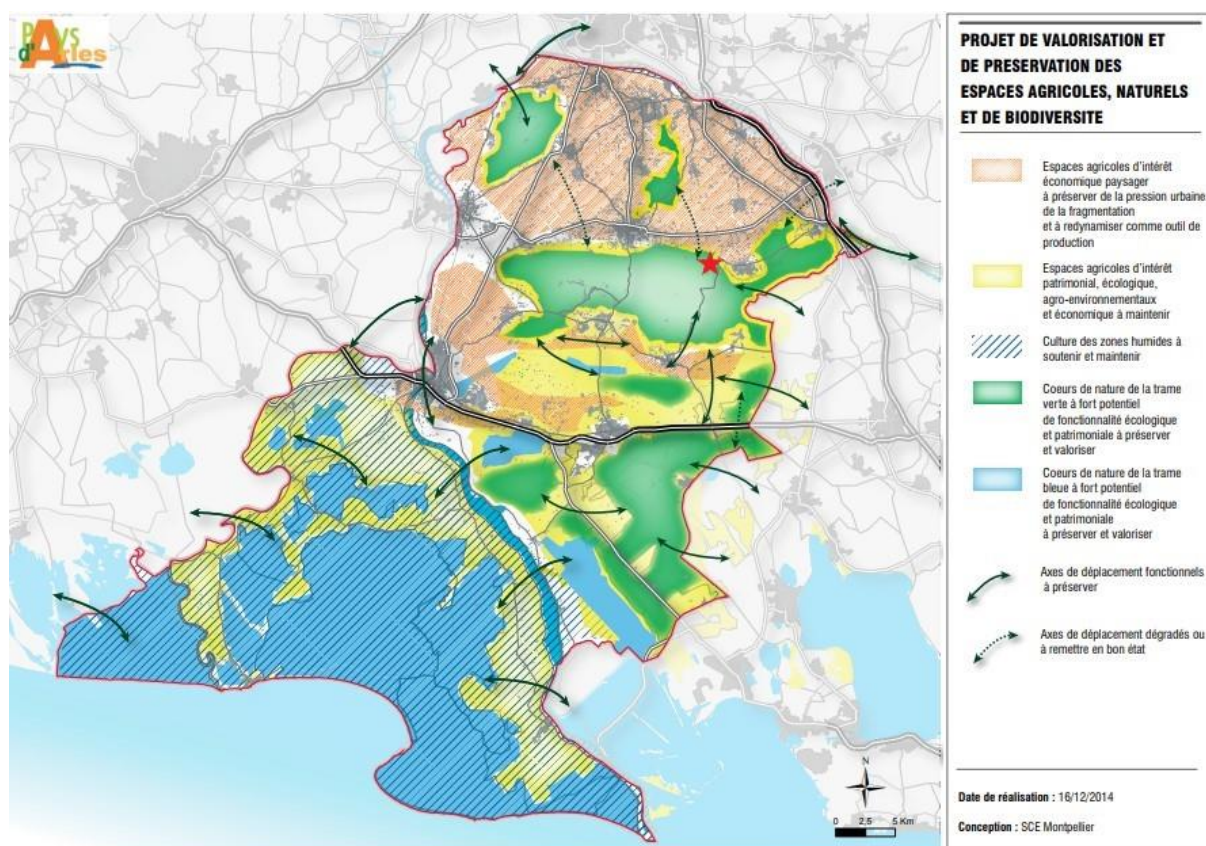 Pays
d'Arles
PROJET DE VALORISATION ET
DE PRESERVATION DES
ESPACES AGRICOLES, NATURELS
ET DE BIODIVERSITE
Espaces agricoles d'intérêt
économique paysager
à préserver de la pression urbaine
de la fragmentation
et à redynamiser comme outil de
production
Espaces agricoles d'intérêt
patrimonial, écologique,
agro-environnementaux
et économique à maintenir
Culture des zones humides à
soutenir et maintenir
Coeurs de nature de la trame
verte à fort potentiel
de fonctionnalité écologique
et patrimoniale à préserver
et valoriser
Coeurs de nature de la trame
bleue à fort potentiel
de fonctionnalité écologique
et patrimoniale
à préserver et valoriser
Axes de déplacement fonctionnels
à préserver
Axes de déplacement dégradés ou
à remettre en bon état
N
0 2,5 5 Km
Date de réalisation : 16/12/2014
Conception : SCE Montpellier